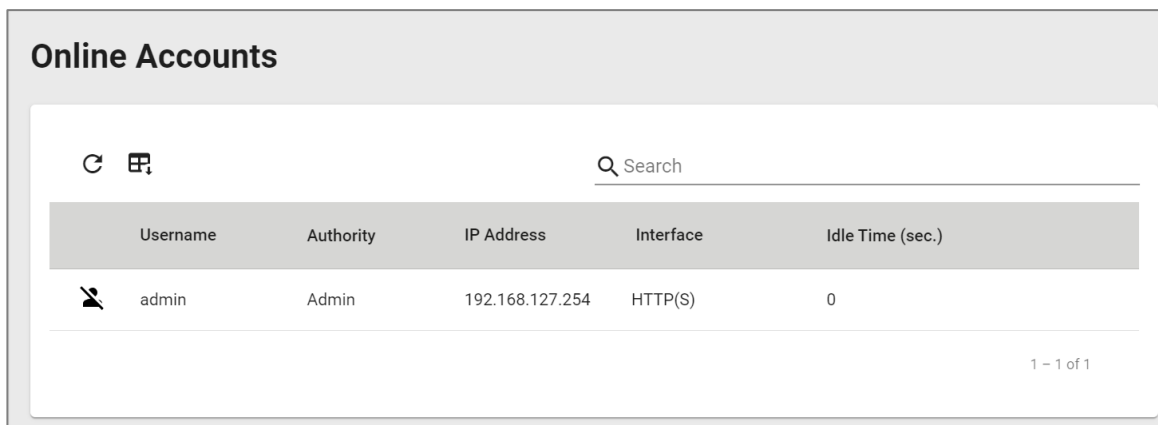 Online Accounts
Search
Username Authority IP Address Interface Idle Time (sec.)
admin Admin 192.168.127.254 HTTP(S) 0
1 – 1 of 1